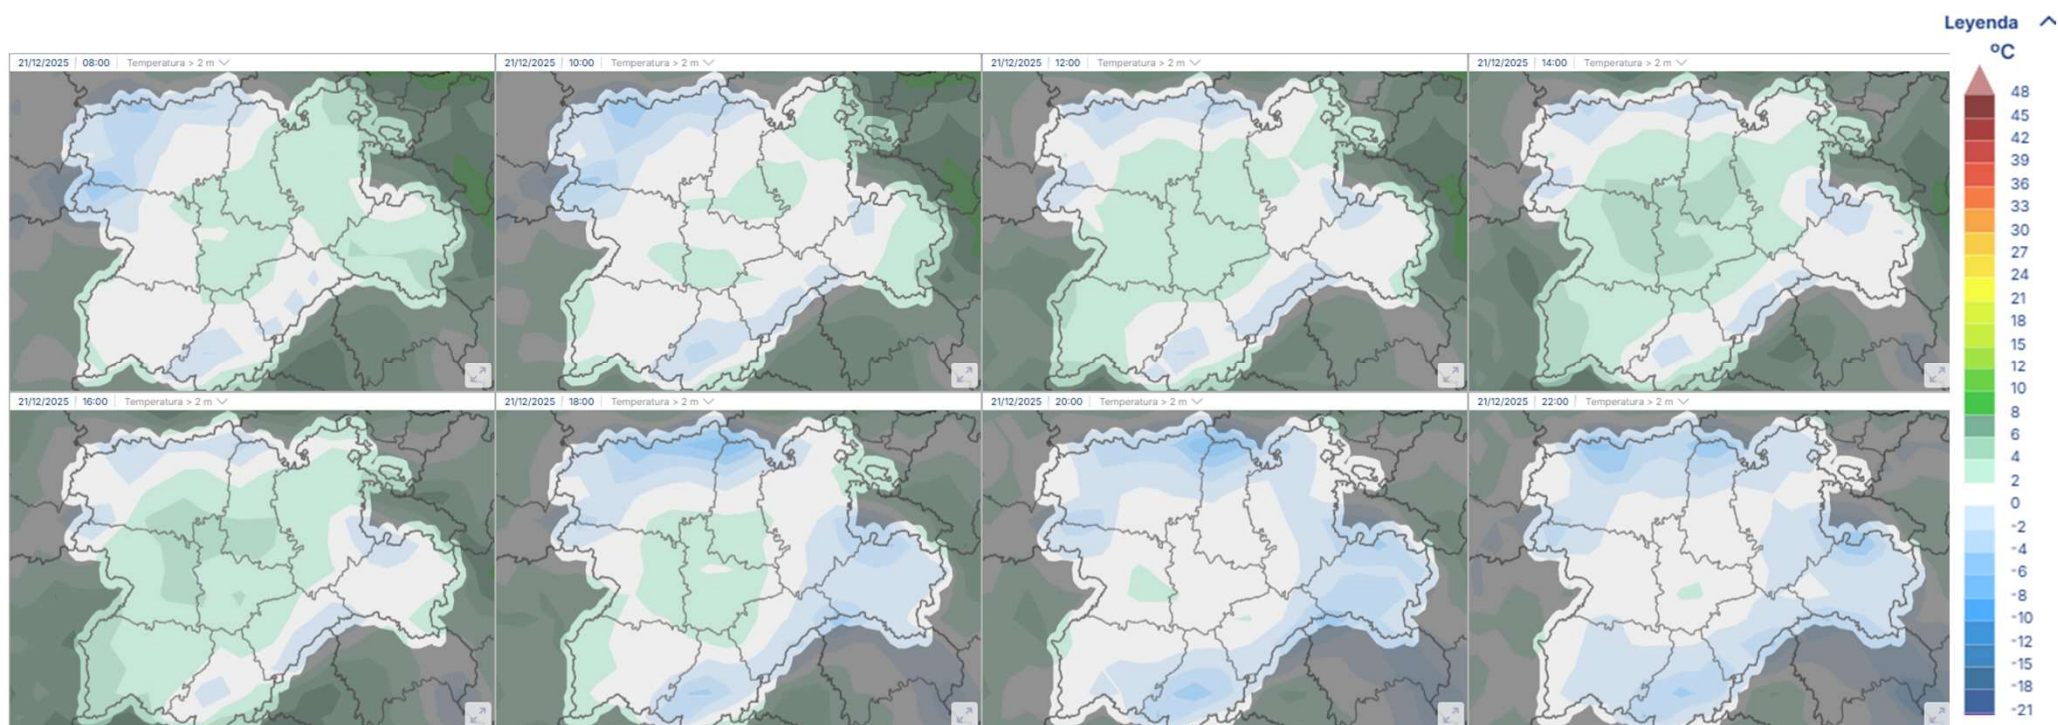 Leyenda
ºC
21/12/2025 08:00 Temperatura > 2 m
21/12/2025 10:00 Temperatura > 2 m
21/12/2025 12:00 Temperatura > 2 m
21/12/2025 14:00 Temperatura > 2 m
48
45
42
39
36
33
30
27
24
21
18
15
12
10
8
6
4
2
0
-2
-4
-6
-8
-10
-12
-15
-18
-21
21/12/2025 16:00 Temperatura > 2 m
21/12/2025 18:00 Temperatura > 2 m
21/12/2025 20:00 Temperatura > 2 m
21/12/2025 22:00 Temperatura > 2 m